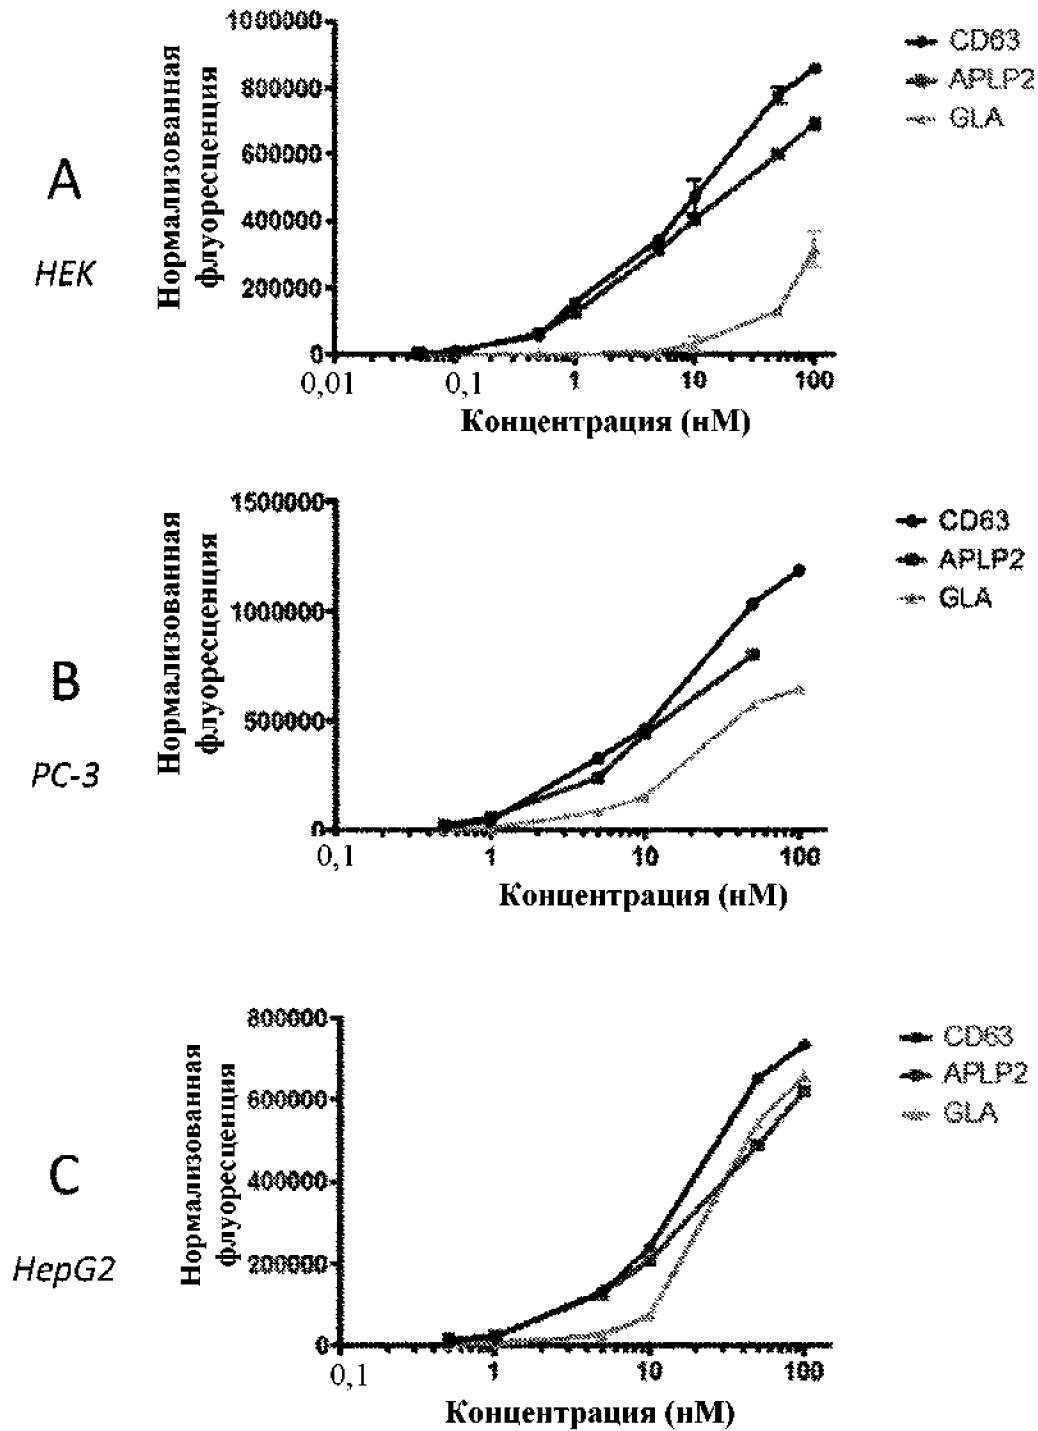 A
HEK
Нормализованная
флуоресценция
1000000
800000
600000
400000
200000
0
0,01
0,1
1
10
100
Концентрация (нМ)
CD63
APLP2
GLA
B
PC-3
Нормализованная
флуоресценция
1500000
1000000
500000
0
0,1
1
10
100
Концентрация (нМ)
CD63
APLP2
GLA
C
HepG2
Нормализованная
флуоресценция
800000
600000
400000
200000
0
0,1
1
10
100
Концентрация (нМ)
CD63
APLP2
GLA